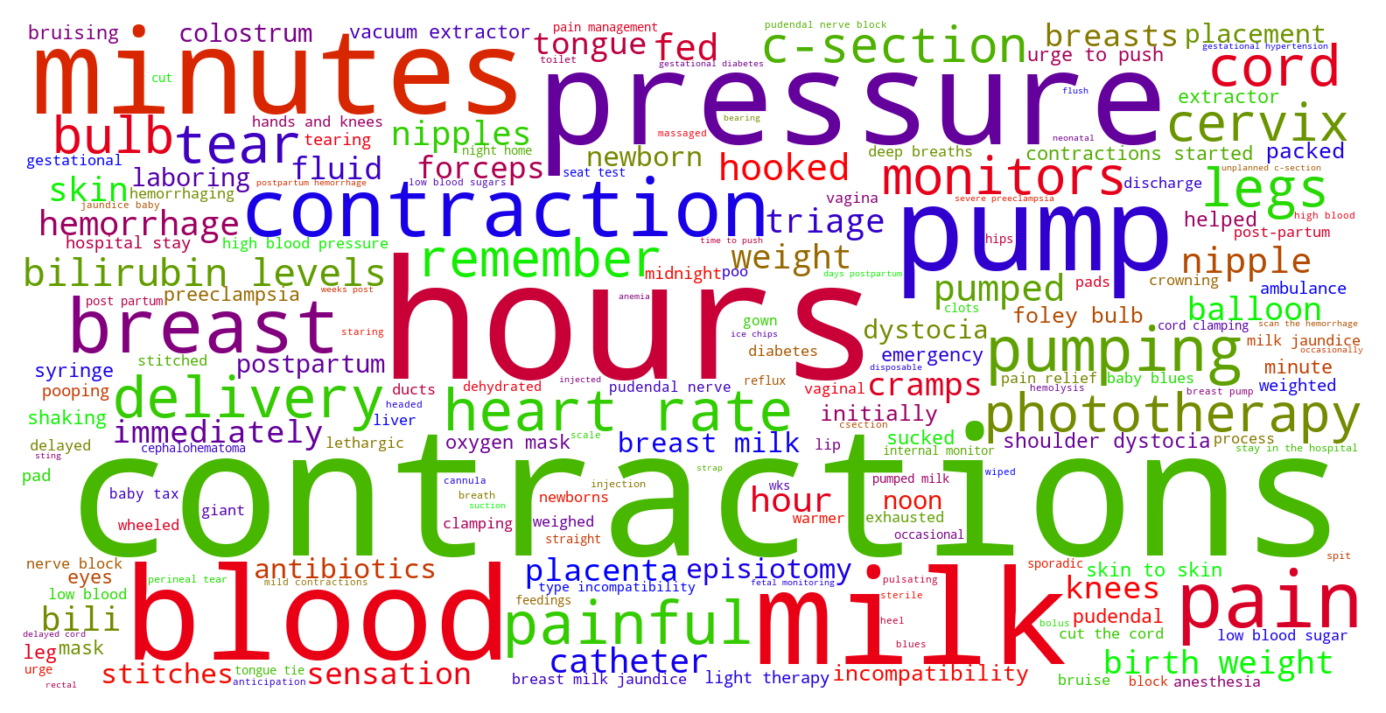 bruising
colostrum
vacuum extractor
pain management
pudendal nerve block
c-section
breasts
placement
gestational hypertension
minutes
cut
tongue
toilet
fed
gestational diabetes
urge to push
cord
pressure
flush
extractor
bulb
tear
hands and knees
tearing
nipples
night home
massaged
bearing
neonatal
cervix
gestational
fluid
forceps
newborn
seat test
hooked
deep breaths
contractions started
packed
unplanned c-section
skin
laboring
hemorrhaging
postpartum hemorrhage
low blood sugars
monitors
discharge
legs
jaundice baby
contraction
vagina
severe preeclampsia
hemorrhage
triage
pump
helped
high blood
post-partum
hospital stay
high blood pressure
remember
time to push
weight
hips
nipple
bilirubin levels
hours
midnight
poo
days postpartum
pumped
pads
crowning
ambulance
post partum
preeclampsia
weeks post
anemia
clots
balloon
breast
staring
gown
ice chips
dystocia
foley bulb
cord clamping
scan the hemorrhage
stitched
postpartum
diabetes
emergency
pumping
milk jaundice
occasionally
syringe
disposable
minute
pooping
delivery
ducts
dehydrated
injected
pudendal nerve
reflux
vaginal
cramps
pain relief
baby blues
hemolysis
breast pump
weighted
shaking
headed
liver
heart rate
initially
phototherapy
immediately
csection
delayed
lethargic
oxygen mask
scale
breast milk
lip
sucked
internal monitor
shoulder dystocia
process
stay in the hospital
sting
cephalohematoma
pad
contractions
strap
wiped
baby tax
cannula
breath
suction
injection
newborns
wks
pumped milk
hour
noon
giant
wheeled
clamping
weighed
straight
warmer
exhausted
occasional
nerve block
eyes
perineal tear
antibiotics
mild contractions
placenta
episiotomy
type incompatibility
fetal monitoring
pulsating
sporadic
skin to skin
spit
low blood
blood
feedings
milk
sterile
knees
pain
bili
painful
heel
bolus
pudendal
delayed cord
mask
blues
cut the cord
low blood sugar
leg
urge
stitches
tongue tie
anticipation
sensation
catheter
incompatibility
birth weight
rectal
breast milk jaundice
light therapy
bruise
block
anesthesia